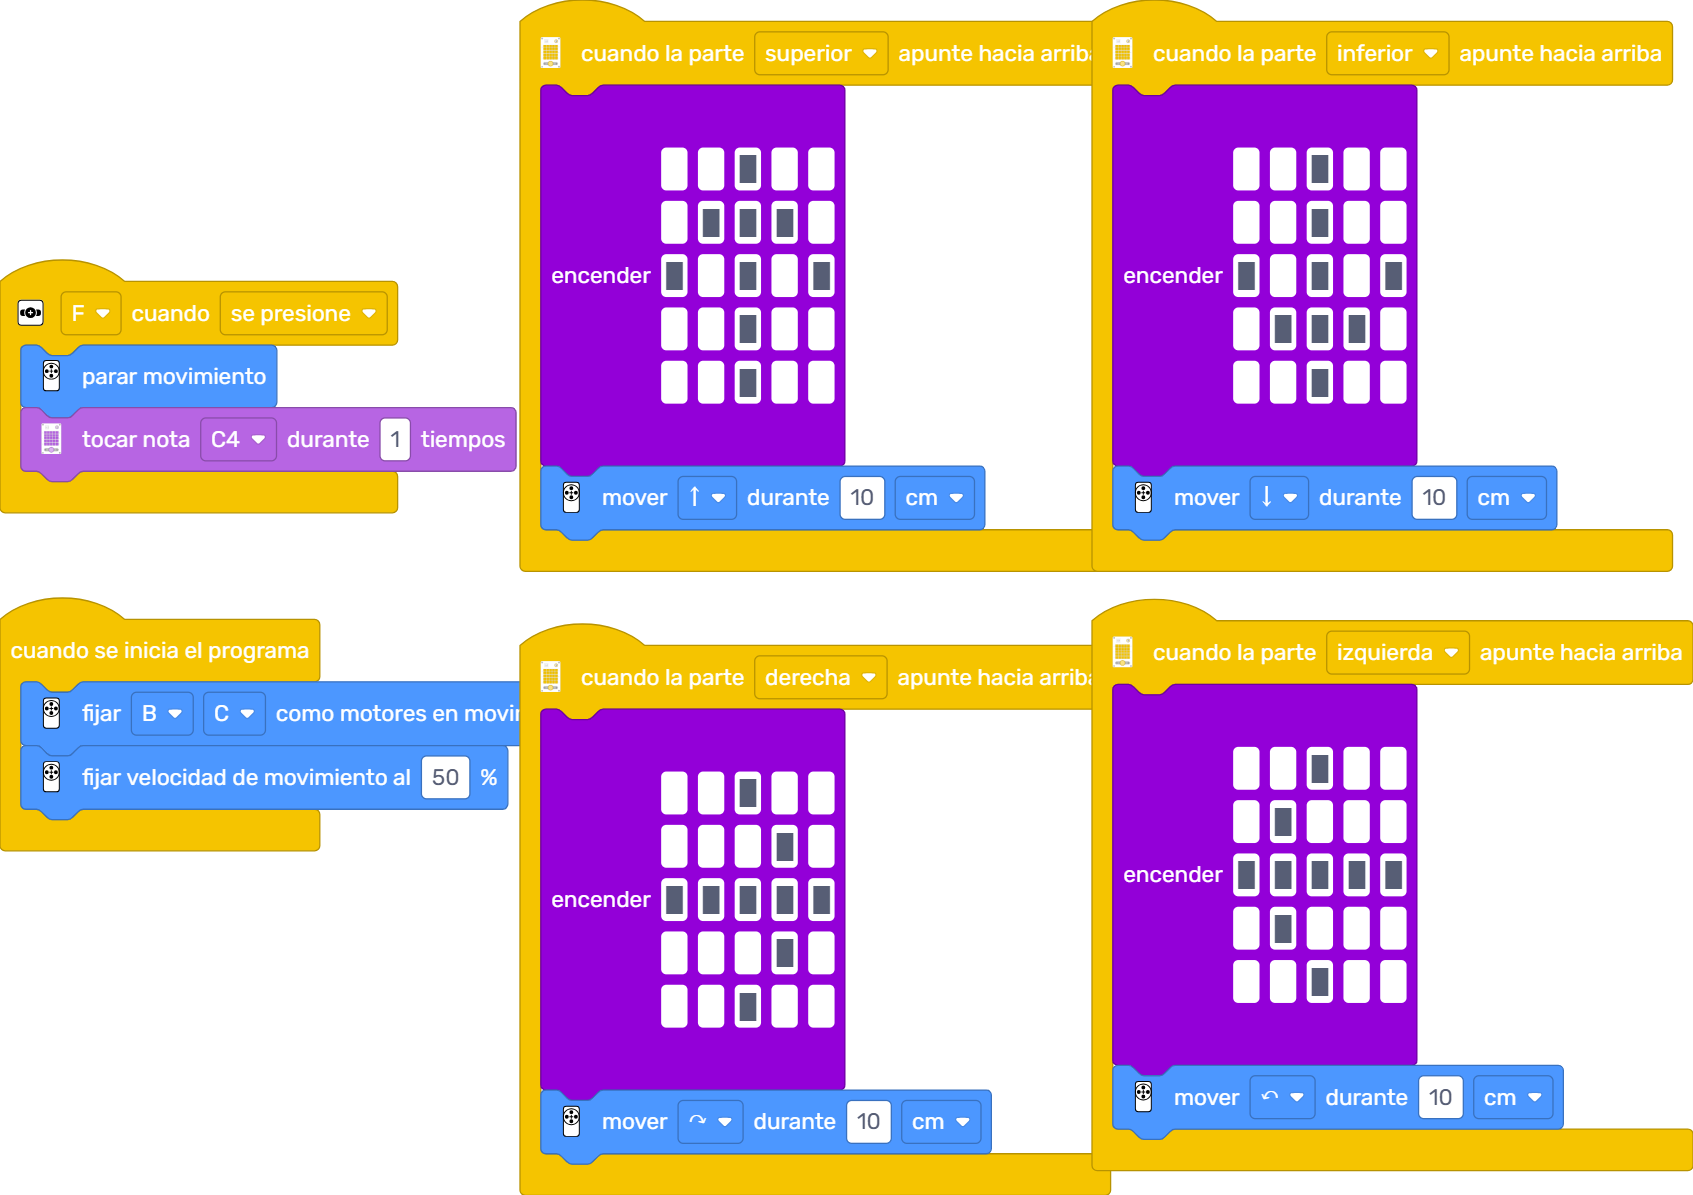 cuando la parte superior apunte hacia arriba
encender
mover ↑ durante 10 cm
cuando la parte inferior apunte hacia arriba
encender
mover ↓ durante 10 cm
F cuando se presione
parar movimiento
tocar nota C4 durante 1 tiempos
cuando se inicia el programa
fijar B C como motores en movi
fijar velocidad de movimiento al 50 %
cuando la parte derecha apunte hacia arriba
encender
mover ↷ durante 10 cm
cuando la parte izquierda apunte hacia arriba
encender
mover ↶ durante 10 cm